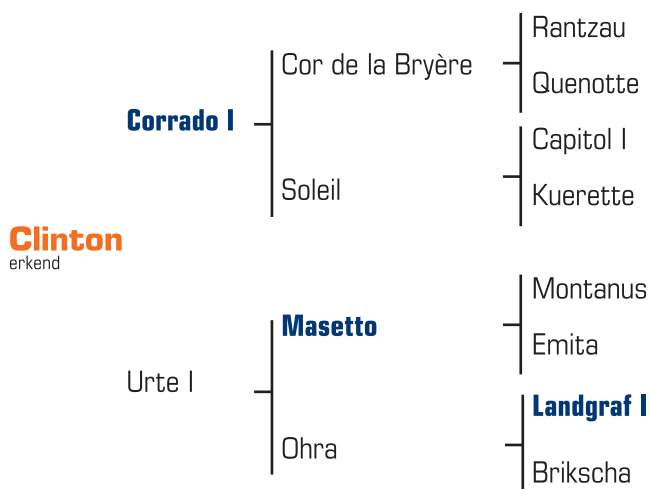 Rantzau
Cor de la Bryère
Quenotte
Corrado I
Capitol I
Soleil
Kuerette
Clinton
erkend
Montanus
Masetto
Emita
Urte I
Landgraf I
Ohra
Brikscha